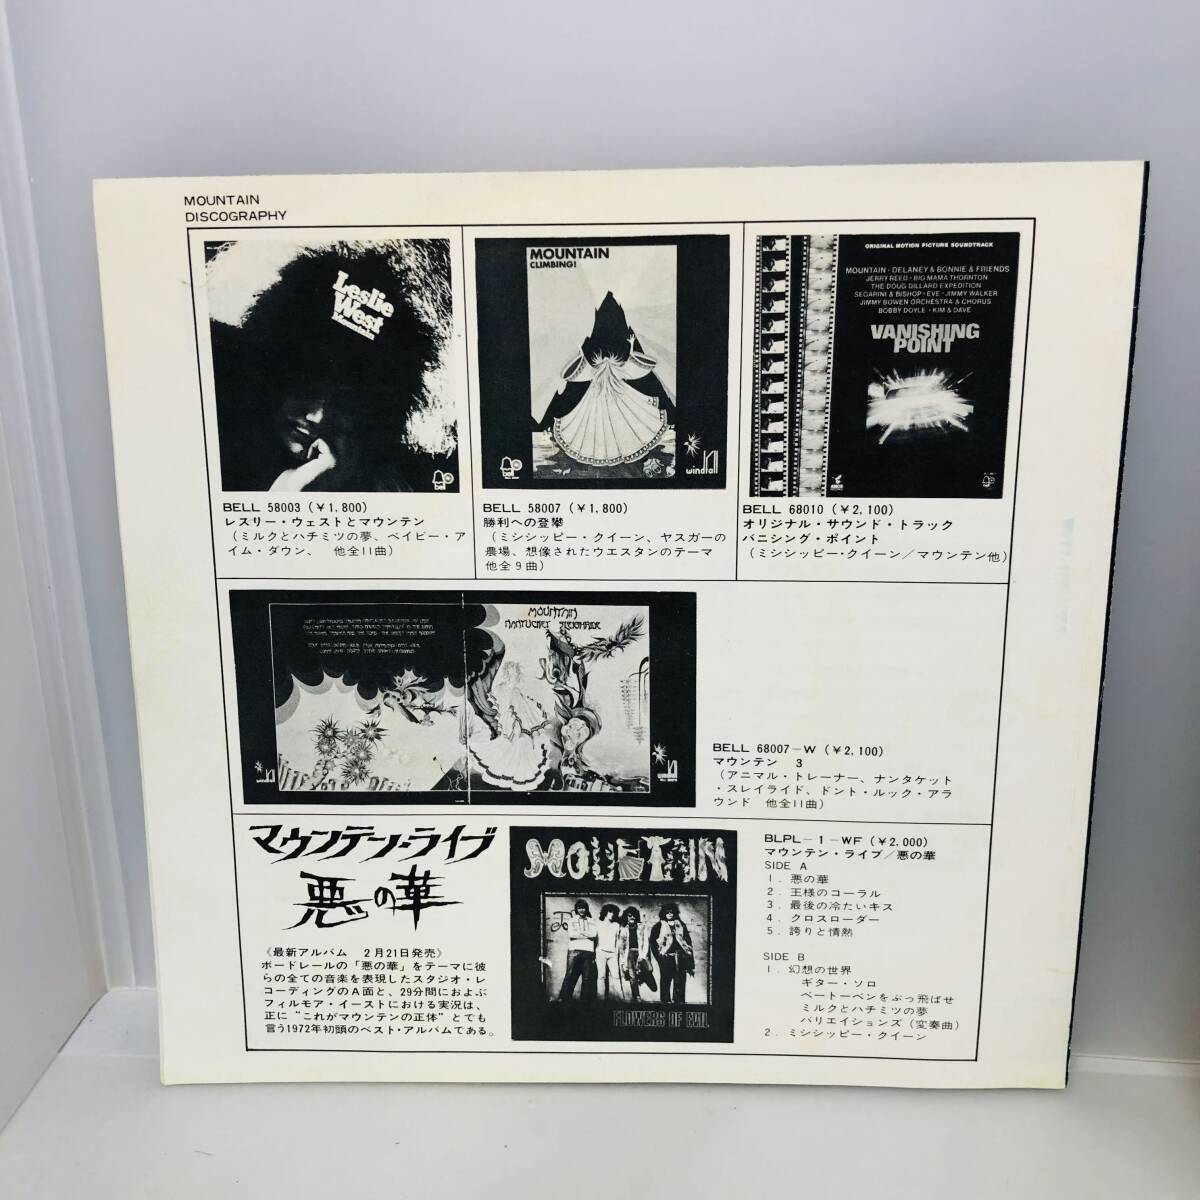 MOUNTAIN
DISCOGRAPHY
Leslie
West
Mountain
bell
BELL 58003 (¥1,800)
レスリー・ウェストとマウンテン
(ミルクとハチミツの夢、ベイビー・ア
イム・ダウン、 他全11曲)
MOUNTAIN
CLIMBING!
bell
windfall
BELL 58007 (¥1,800)
勝利への登攀
(ミシシッピー・クイーン、ヤスガーの
農場、想像されたウエスタンのテーマ
他全9曲)
ORIGINAL MOTION PICTURE SOUNDTRACK
MOUNTAIN・DELANEY & BONNIE & FRIENDS
JERRY REED・BIG MAMA THORNTON
THE DOUG DILLARD EXPEDITION
SEGARINI & BISHOP・EVE・JIMMY WALKER
JIMMY BOWEN ORCHESTRA & CHORUS
BOBBY DOYLE・KIM & DAVE
VANISHING
POINT
BELL 68010 (¥2,100)
オリジナル・サウンド・トラック
バニシング・ポイント
(ミシシッピー・クイーン/マウンテン他)
MOUNTAIN
NANTUCKET SLEIGHRIDE
windfall
windfall
BELL 68007-W (¥2,100)
マウンテン 3
(アニマル・トレーナー、ナンタケット
・スレイライド、ドント・ルック・アラ
ウンド 他全11曲)
マウンテン・ライブ
悪の華
《最新アルバム 2月21日発売》
ボードレールの「悪の華」をテーマに彼
らの全ての音楽を表現したスタジオ・レ
コーディングのA面と、29分間におよぶ
フィルモア・イーストにおける実況は、
正に“これがマウンテンの正体”とでも
言う1972年初頭のベスト・アルバムである。
MOUNTAIN
FLOWERS OF EVIL
BLPL-1-WF (¥2,000)
マウンテン・ライブ/悪の華
SIDE A
1. 悪の華
2. 王様のコーラル
3. 最後の冷たいキス
4. クロスローダー
5. 誇りと情熱
SIDE B
1. 幻想の世界
ギター・ソロ
ベートーベンをぶっ飛ばせ
ミルクとハチミツの夢
バリエイションズ(変奏曲)
2. ミシシッピー・クイーン